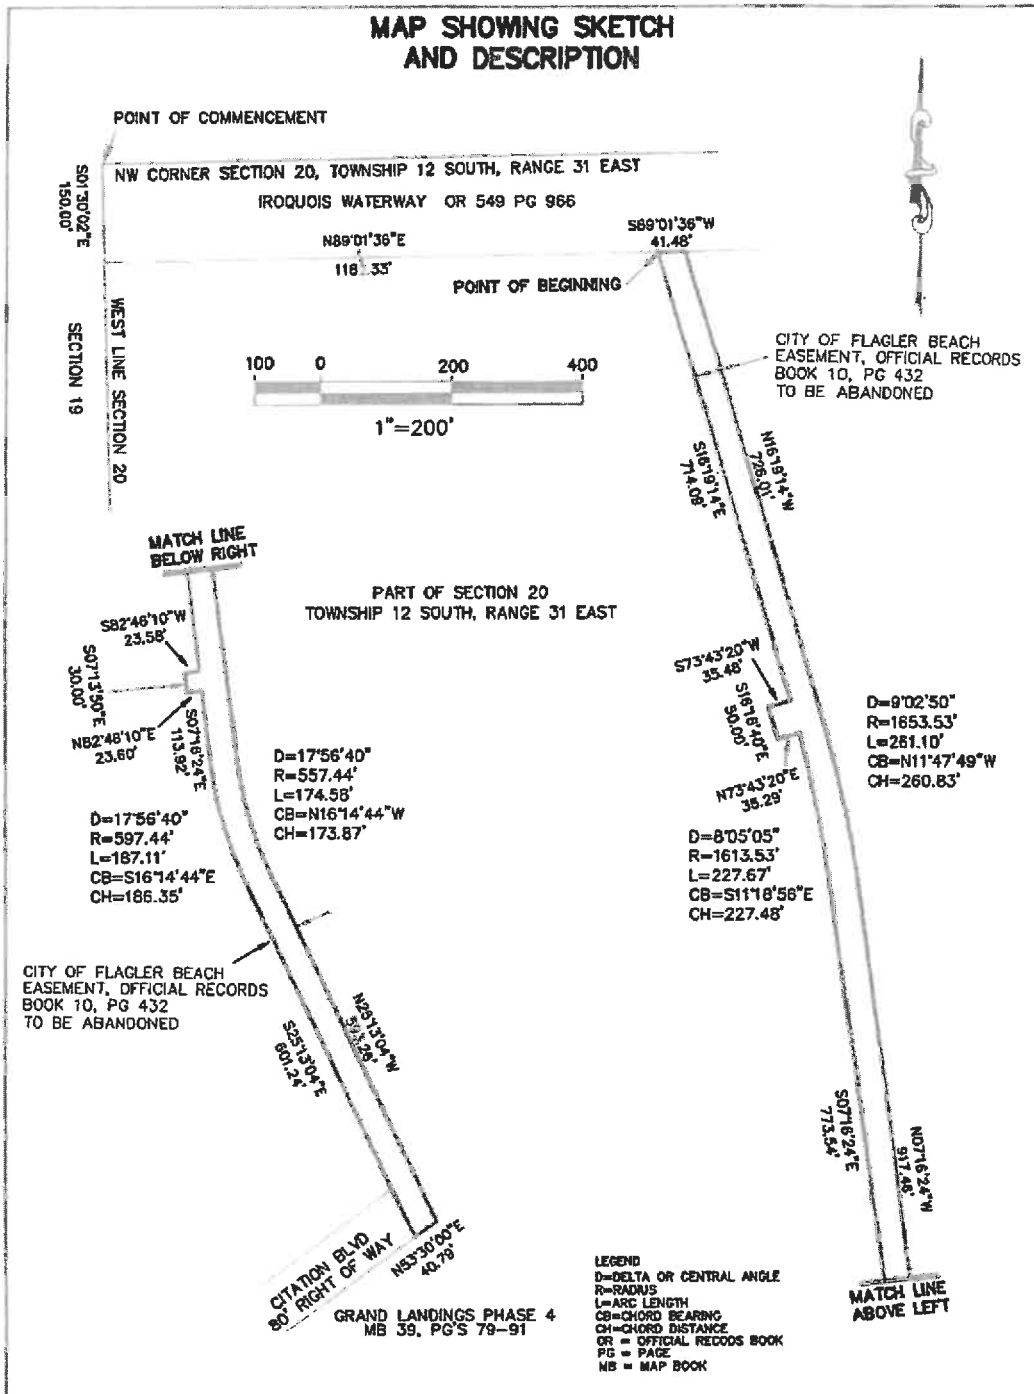 MAP SHOWING SKETCH
AND DESCRIPTION
POINT OF COMMENCEMENT
NW CORNER SECTION 20, TOWNSHIP 12 SOUTH, RANGE 31 EAST
IROQUOIS WATERWAY OR 549 PG 966
S01°30'02"E
150.00'
N89°01'36"E
S89°01'36"W
41.48'
POINT OF BEGINNING
WEST LINE SECTION 20
SECTION 19
100 0 200 400
1"=200'
CITY OF FLAGLER BEACH
EASEMENT, OFFICIAL RECORDS
BOOK 10, PG 432
TO BE ABANDONED
N16°19'14"W
726.01'
S16°19'14"E
714.08'
MATCH LINE
BELOW RIGHT
PART OF SECTION 20
TOWNSHIP 12 SOUTH, RANGE 31 EAST
S82°46'10"W
23.58'
S07°13'50"E
30.00'
N82°46'10"E
23.60'
S07°16'24"E
113.92'
S73°43'20"W
35.48'
S16°16'40"E
50.00'
N73°43'20"E
35.29'
D=9°02'50"
R=1653.53'
L=261.10'
CB=N11°47'49"W
CH=260.83'
D=17°56'40"
R=557.44'
L=174.58'
CB=N16°14'44"W
CH=173.87'
D=17°56'40"
R=597.44'
L=187.11'
CB=S16°14'44"E
CH=186.35'
D=8°05'05"
R=1613.53'
L=227.67'
CB=S11°18'56"E
CH=227.48'
CITY OF FLAGLER BEACH
EASEMENT, OFFICIAL RECORDS
BOOK 10, PG 432
TO BE ABANDONED
N25°13'04"W
S25°13'04"E
601.24'
S07°16'24"E
773.54'
N07°16'24"W
917.46'
N53°30'00"E
40.79'
CITATION BLVD
80' RIGHT OF WAY
GRAND LANDINGS PHASE 4
MB 39, PG'S 79-91
LEGEND
D=DELTA OR CENTRAL ANGLE
R=RADIUS
L=ARC LENGTH
CB=CHORD BEARING
CH=CHORD DISTANCE
OR = OFFICIAL RECODS BOOK
PG = PAGE
MB = MAP BOOK
MATCH LINE
ABOVE LEFT